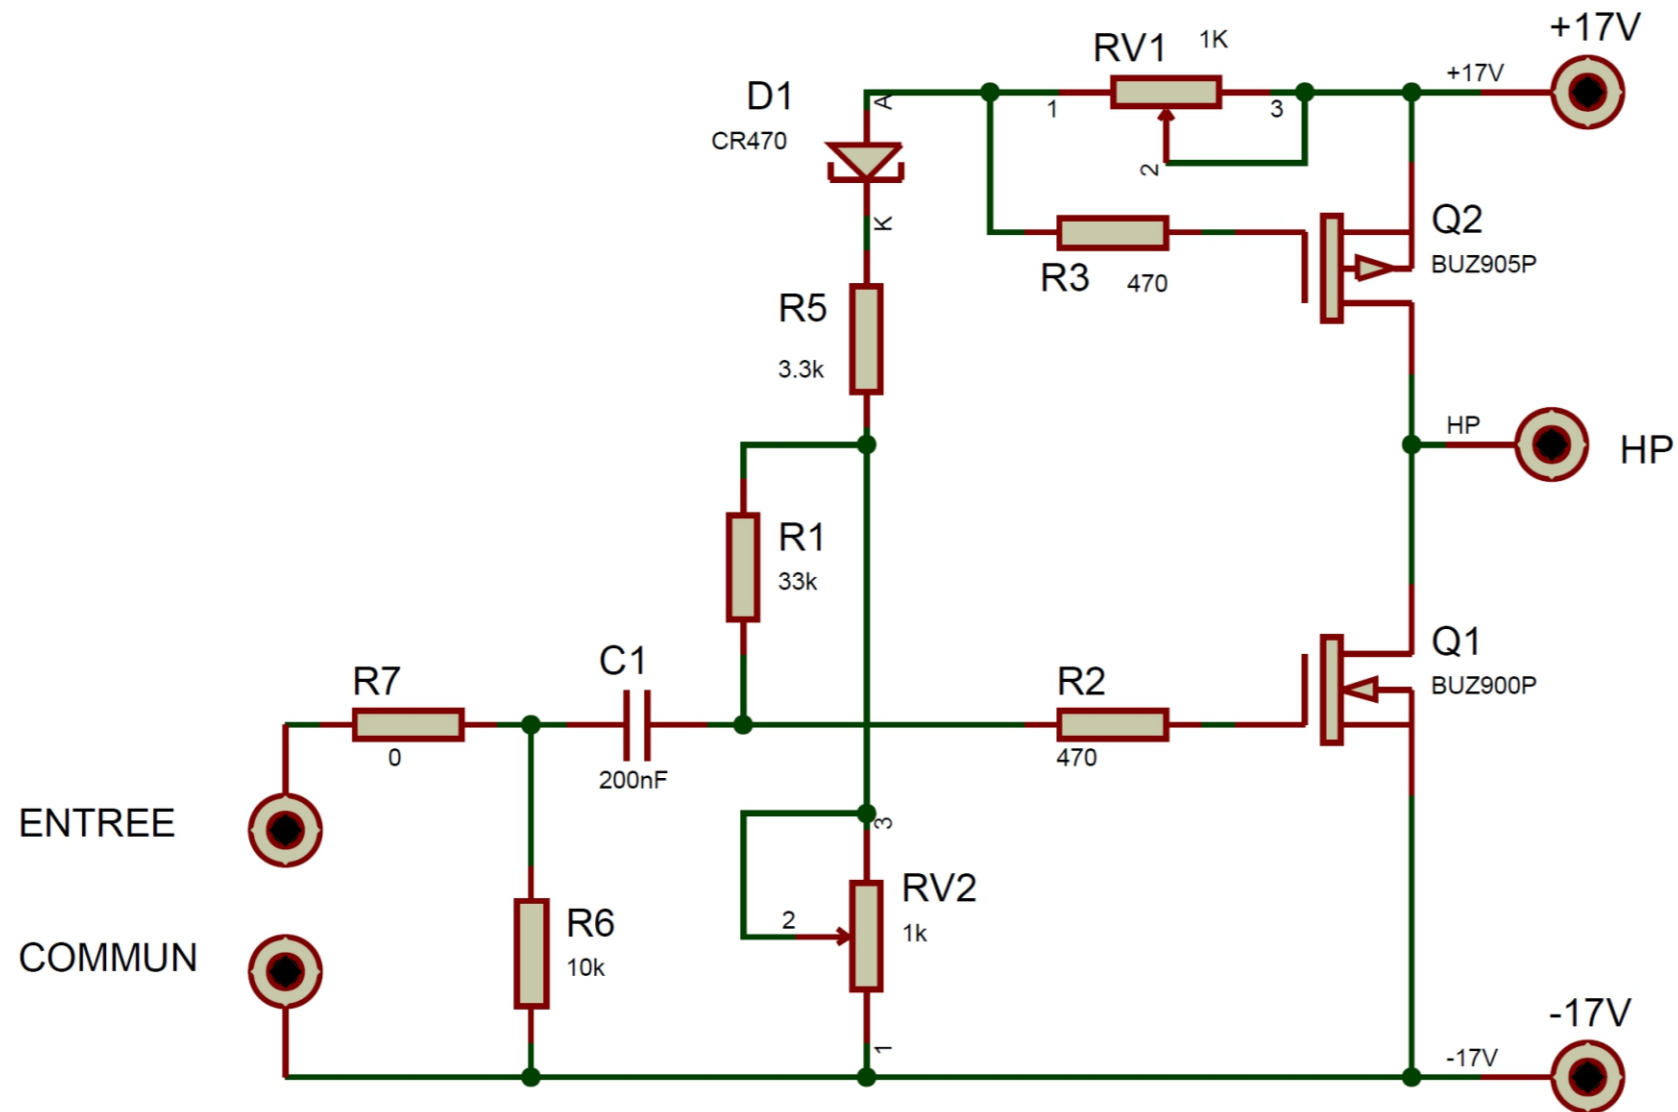 +17V
RV1
1K
+17V
D1
A
1
3
CR470
2
K
Q2
BUZ905P
R3
470
R5
3.3k
HP
HP
R1
33k
Q1
BUZ900P
C1
R7
R2
0
200nF
470
ENTREE
3
RV2
2
1k
R6
10k
COMMUN
-17V
1
-17V